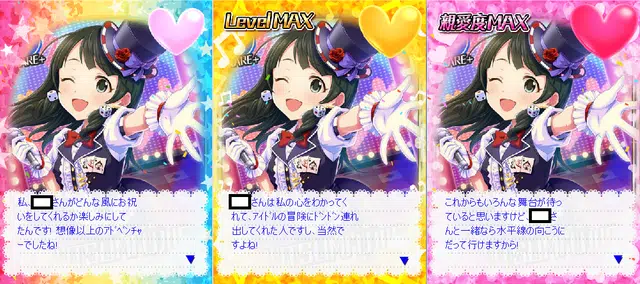 ARE+
私、さんがどんな風にお祝
いをしてくれるか楽しみにして
たんです! 想像以上のアドベンチャ
ーでしたね!
Level MAX
ARE+
さんは私の心をわかってく
れて、アイドルの冒険にドンドン連れ
出してくれた人ですし、当然で
すよね!
親愛度MAX
ARE+
これからもいろんな舞台が待っ
ていると思いますけど、さ
んと一緒なら水平線の向こうに
だって行けますから!